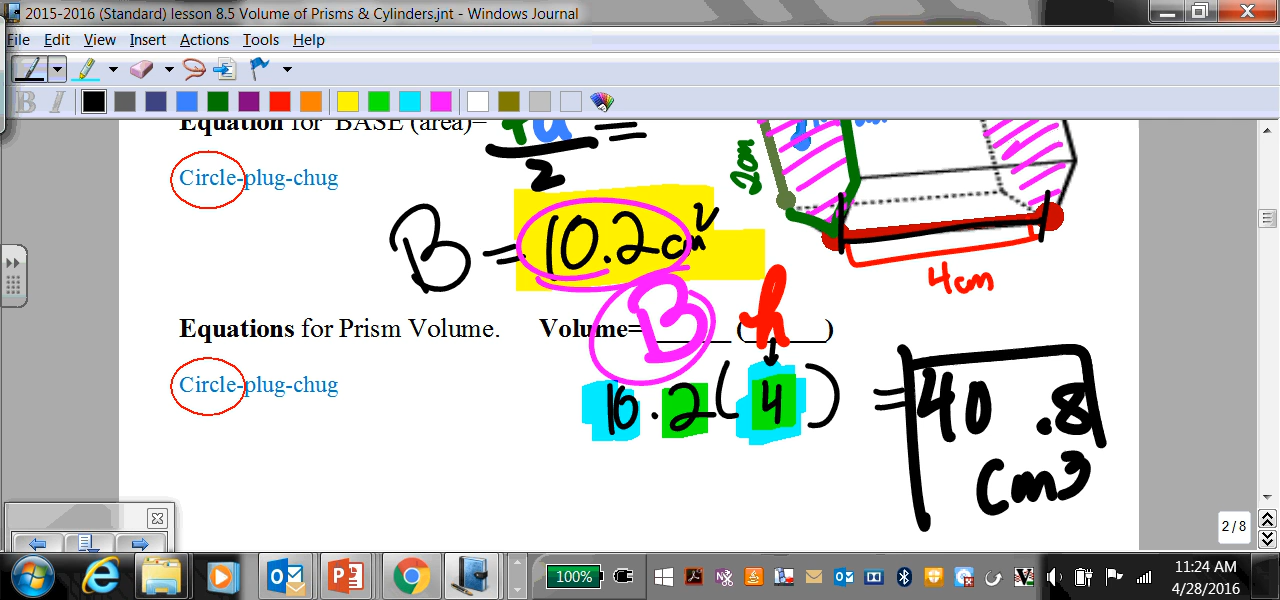 2015-2016 (Standard) lesson 8.5 Volume of Prisms & Cylinders.jnt - Windows Journal
File Edit View Insert Actions Tools Help
B I
Equation for BASE (area)=
=
2
2cm
Circle-plug-chug
B = 10.2cm²
4cm
B h
Equations for Prism Volume. Volume=______ (______)
Circle-plug-chug
10.2(4) = 40.8
cm³
2 / 8
100%
11:24 AM
4/28/2016